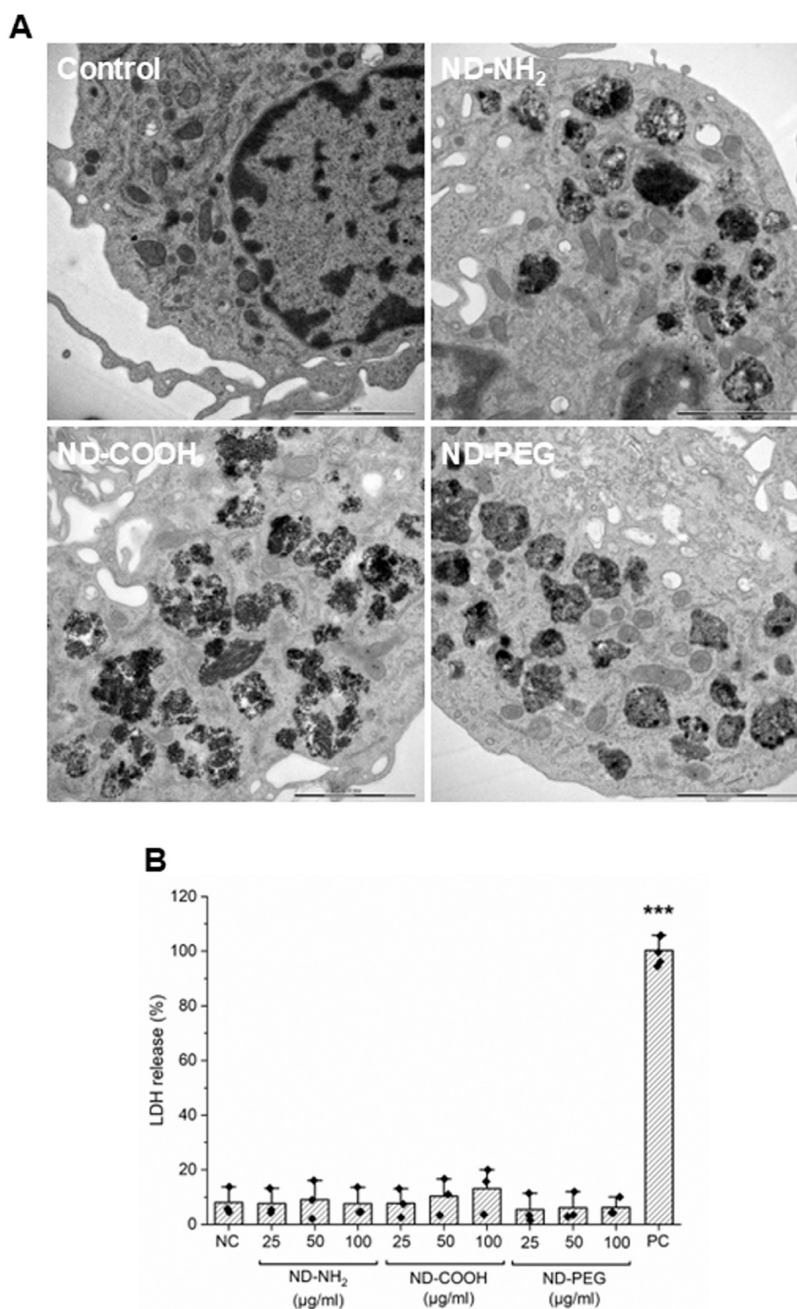 A
Control
ND-NH₂
ND-COOH
ND-PEG
B
120
100
80
60
40
20
0
LDH release (%)
***
NC 25 50 100 25 50 100 25 50 100 PC
ND-NH₂ ND-COOH ND-PEG
(µg/ml) (µg/ml) (µg/ml)